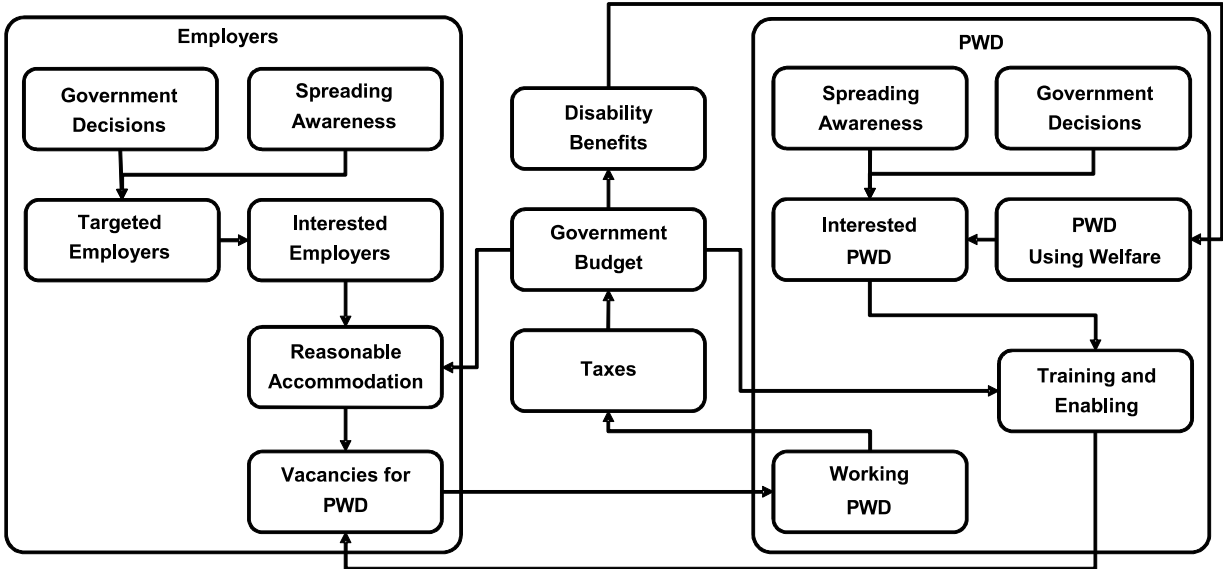 Employers
Government
Decisions
Spreading
Awareness
Targeted
Employers
Interested
Employers
Reasonable
Accommodation
Vacancies for
PWD
Disability
Benefits
Government
Budget
Taxes
PWD
Spreading
Awareness
Government
Decisions
Interested
PWD
PWD
Using Welfare
Training and
Enabling
Working
PWD